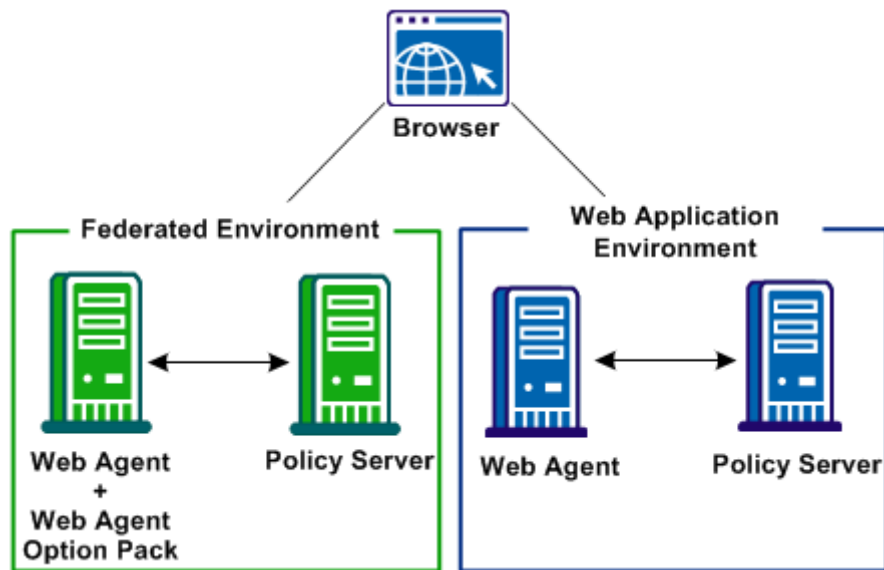 Browser
Federated Environment
Web Application
Environment
Web Agent
+
Web Agent
Option Pack
Policy Server
Web Agent
Policy Server